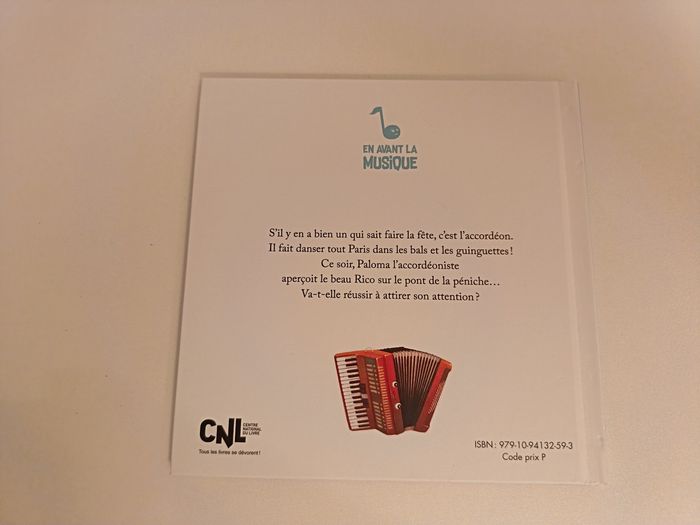 EN AVANT LA
MUSiQUE
S'il y en a bien un qui sait faire la fête, c'est l'accordéon.
Il fait danser tout Paris dans les bals et les guinguettes !
Ce soir, Paloma l'accordéoniste
aperçoit le beau Rico sur le pont de la péniche…
Va-t-elle réussir à attirer son attention ?
CNL CENTRE
NATIONAL
DU LIVRE
Tous les livres se dévorent !
ISBN : 979-10-94132-59-3
Code prix P